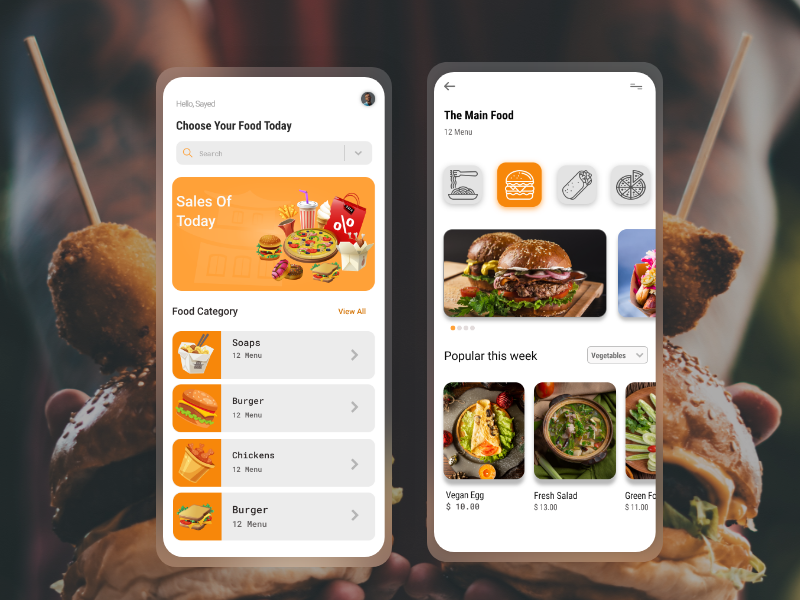 Hello, Sayed
Choose Your Food Today
Search
Sales Of
Today
%
Food Category
View All
Soaps
12 Menu
Burger
12 Menu
Chickens
12 Menu
Burger
12 Menu
The Main Food
12 Menu
Popular this week
Vegetables
Vegan Egg
$ 10.00
Fresh Salad
$ 13.00
Green Fo
$ 11.00